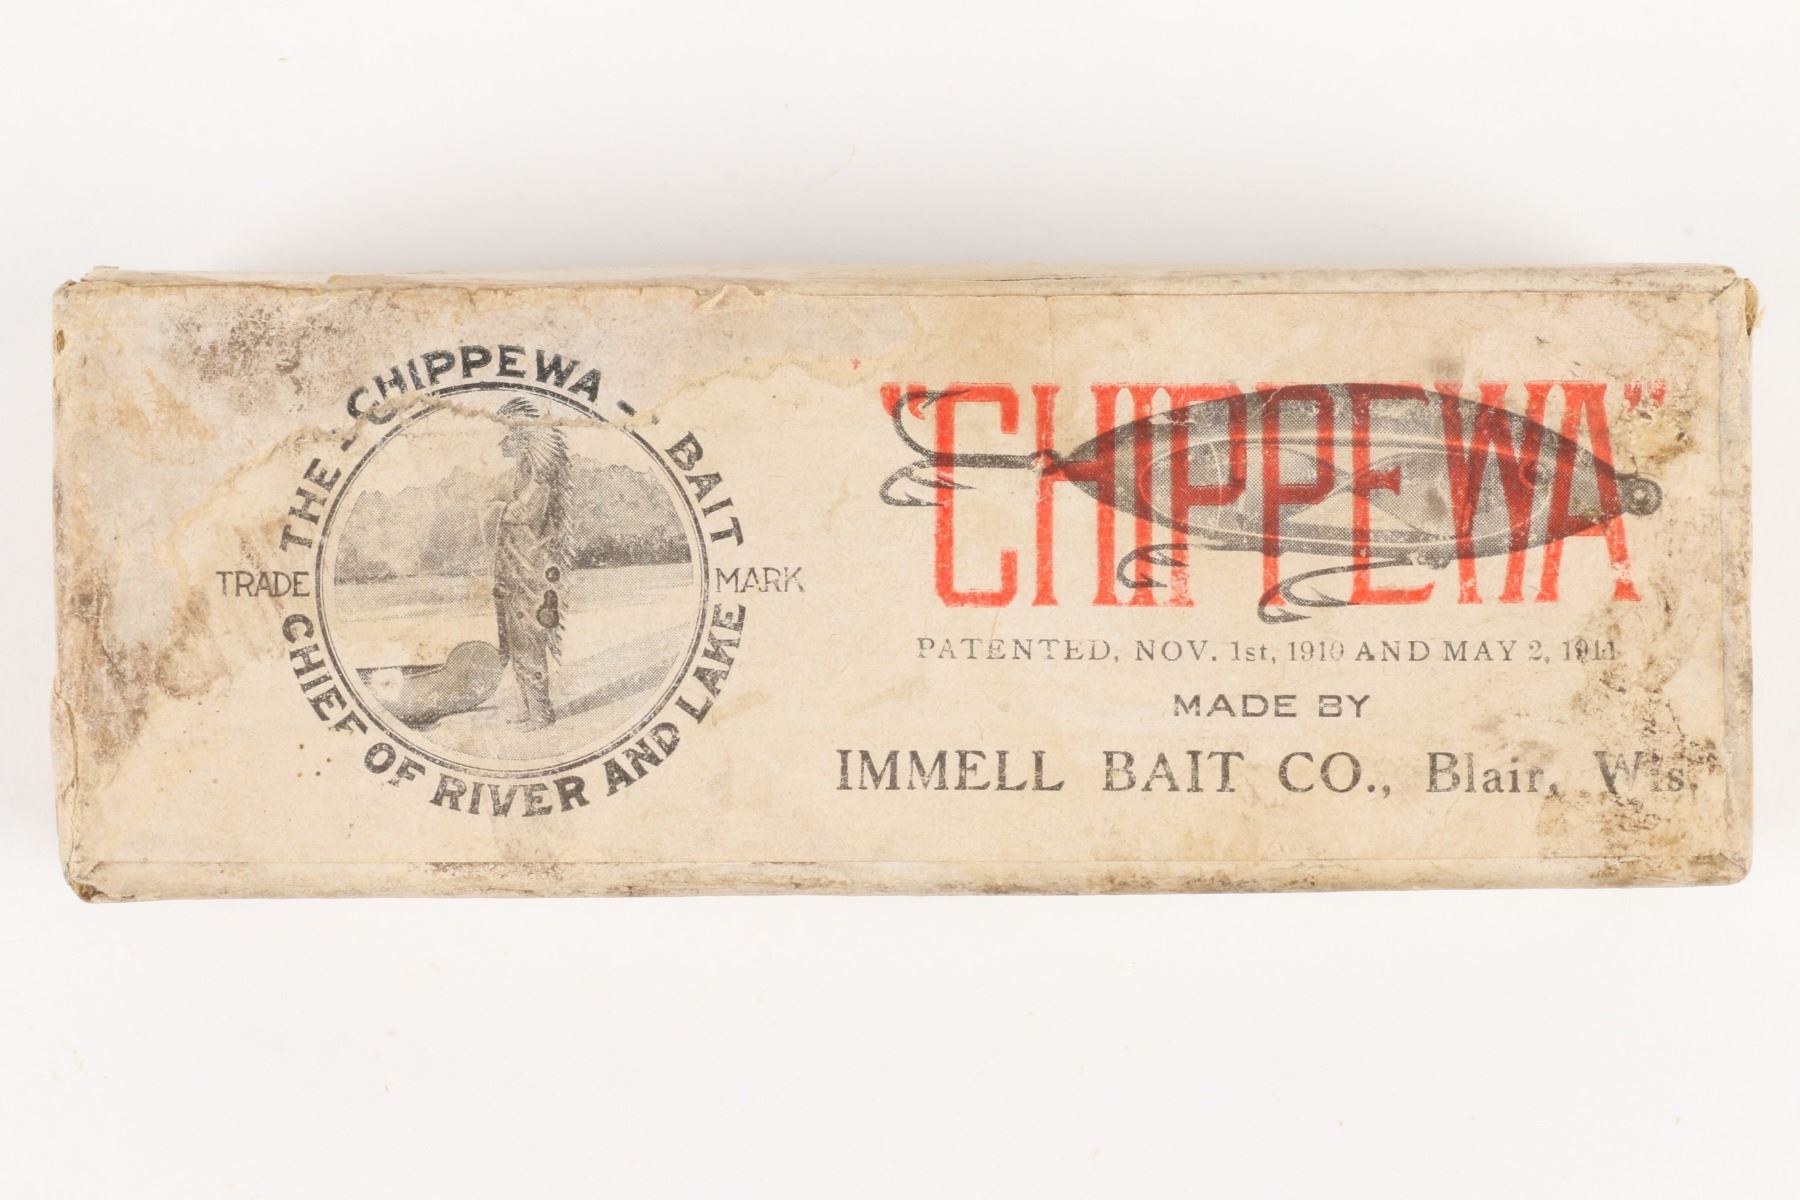 THE - CHIPPEWA - BAIT
TRADE MARK
CHIEF OF RIVER AND LAKE
"CHIPPEWA"
PATENTED, NOV. 1st, 1910 AND MAY 2, 1911
MADE BY
IMMELL BAIT CO., Blair, Wis.